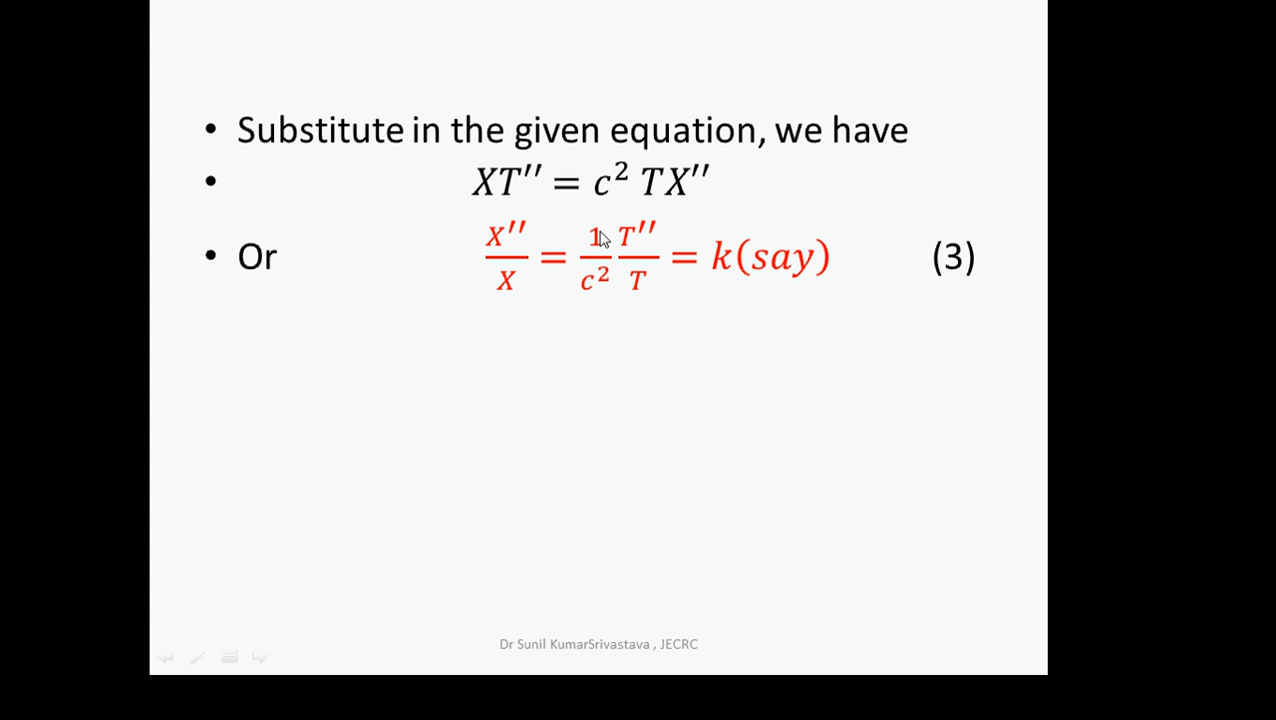 • Substitute in the given equation, we have
• XT′′ = c² TX′′
• Or X′′/X = 1/c² T′′/T = k(say) (3)
Dr Sunil KumarSrivastava , JECRC